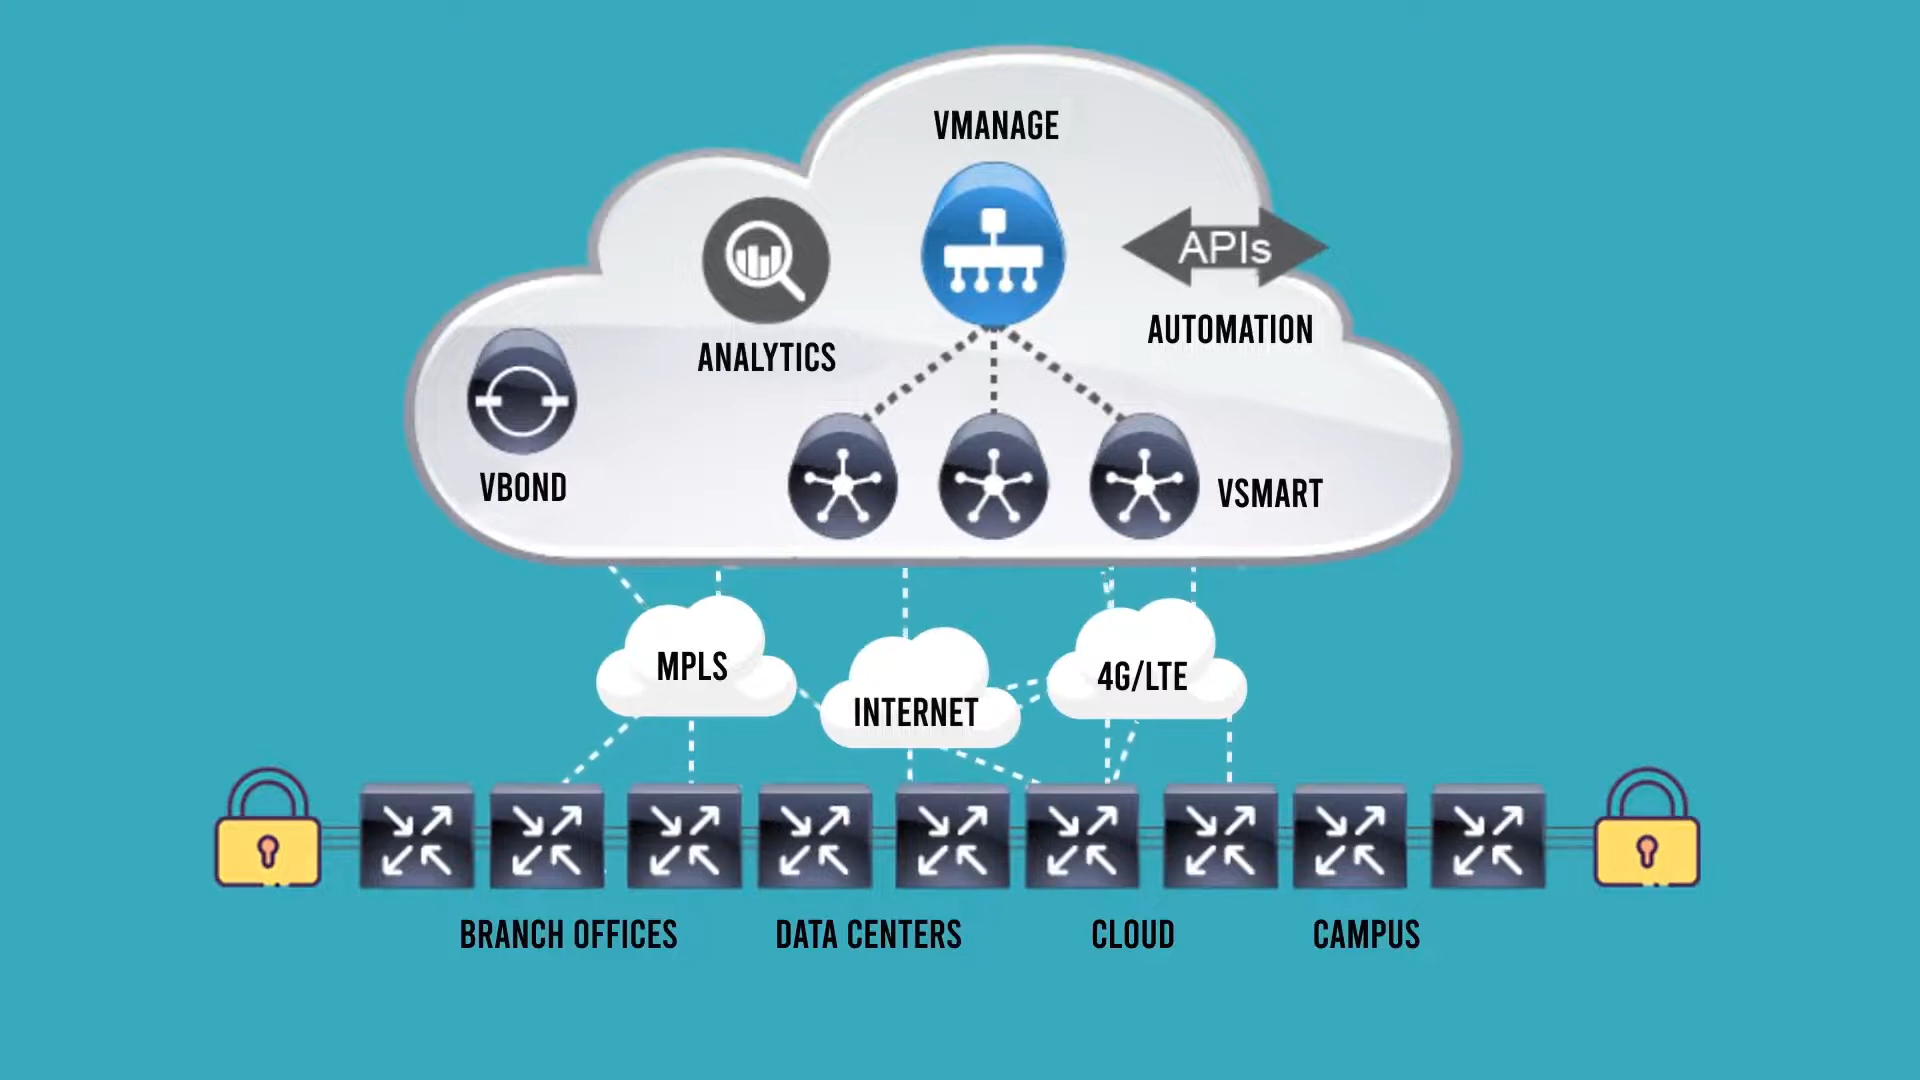 VMANAGE
APIs
AUTOMATION
ANALYTICS
VBOND
VSMART
MPLS
INTERNET
4G/LTE
BRANCH OFFICES
DATA CENTERS
CLOUD
CAMPUS